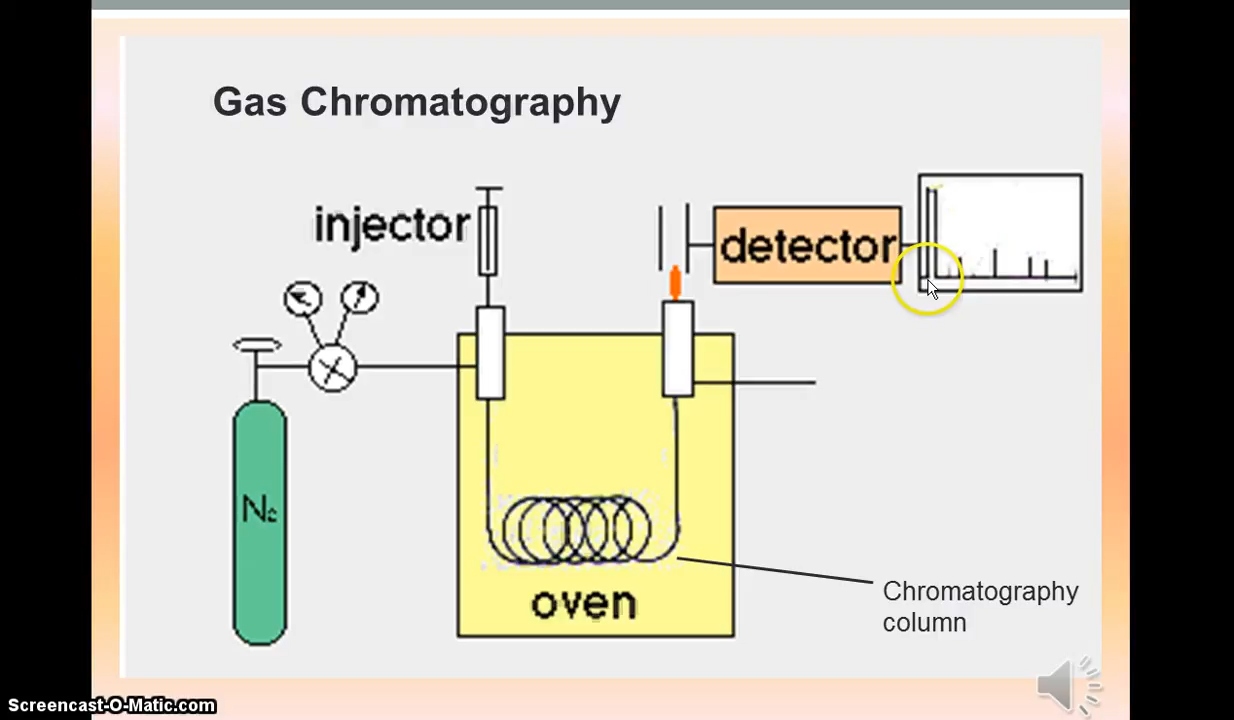 Gas Chromatography
injector
detector
N₂
oven
Chromatography
column
Screencast-O-Matic.com